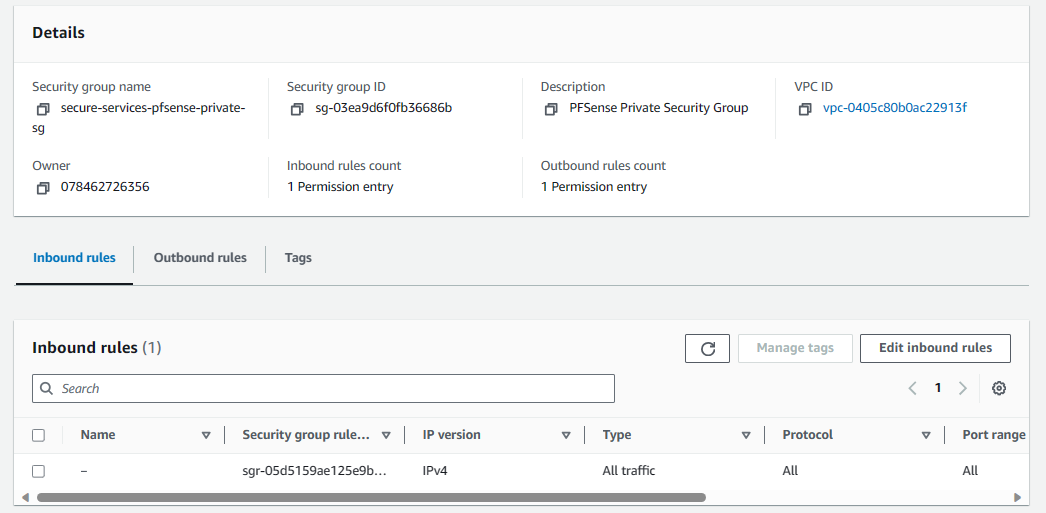 Details
Security group name
secure-services-pfsense-private-
sg
Security group ID
sg-03ea9d6f0fb36686b
Description
PFSense Private Security Group
VPC ID
vpc-0405c80b0ac22913f
Owner
078462726356
Inbound rules count
1 Permission entry
Outbound rules count
1 Permission entry
Inbound rules Outbound rules Tags
Inbound rules (1)
Manage tags
Edit inbound rules
Search
1
Name Security group rule... IP version Type Protocol Port range
– sgr-05d5159ae125e9b... IPv4 All traffic All All